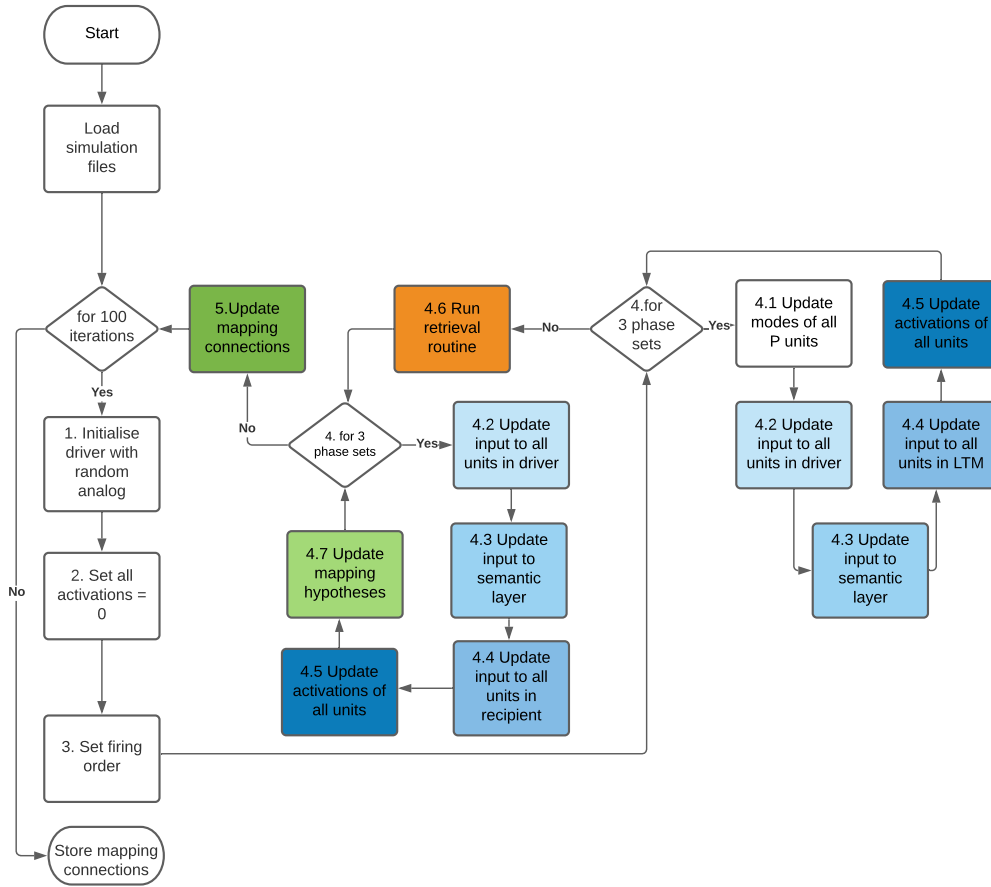 Start
Load
simulation
files
for 100
iterations
Yes
No
1. Initialise
driver with
random
analog
2. Set all
activations =
0
3. Set firing
order
Store mapping
connections
5.Update
mapping
connections
4.6 Run
retrieval
routine
No
4.for
3 phase
sets
Yes
4.1 Update
modes of all
P units
4.5 Update
activations of
all units
4. for 3
phase sets
No
Yes
4.2 Update
input to all
units in driver
4.3 Update
input to
semantic
layer
4.4 Update
input to all
units in
recipient
4.5 Update
activations of
all units
4.7 Update
mapping
hypotheses
4.2 Update
input to all
units in driver
4.3 Update
input to
semantic
layer
4.4 Update
input to all
units in LTM